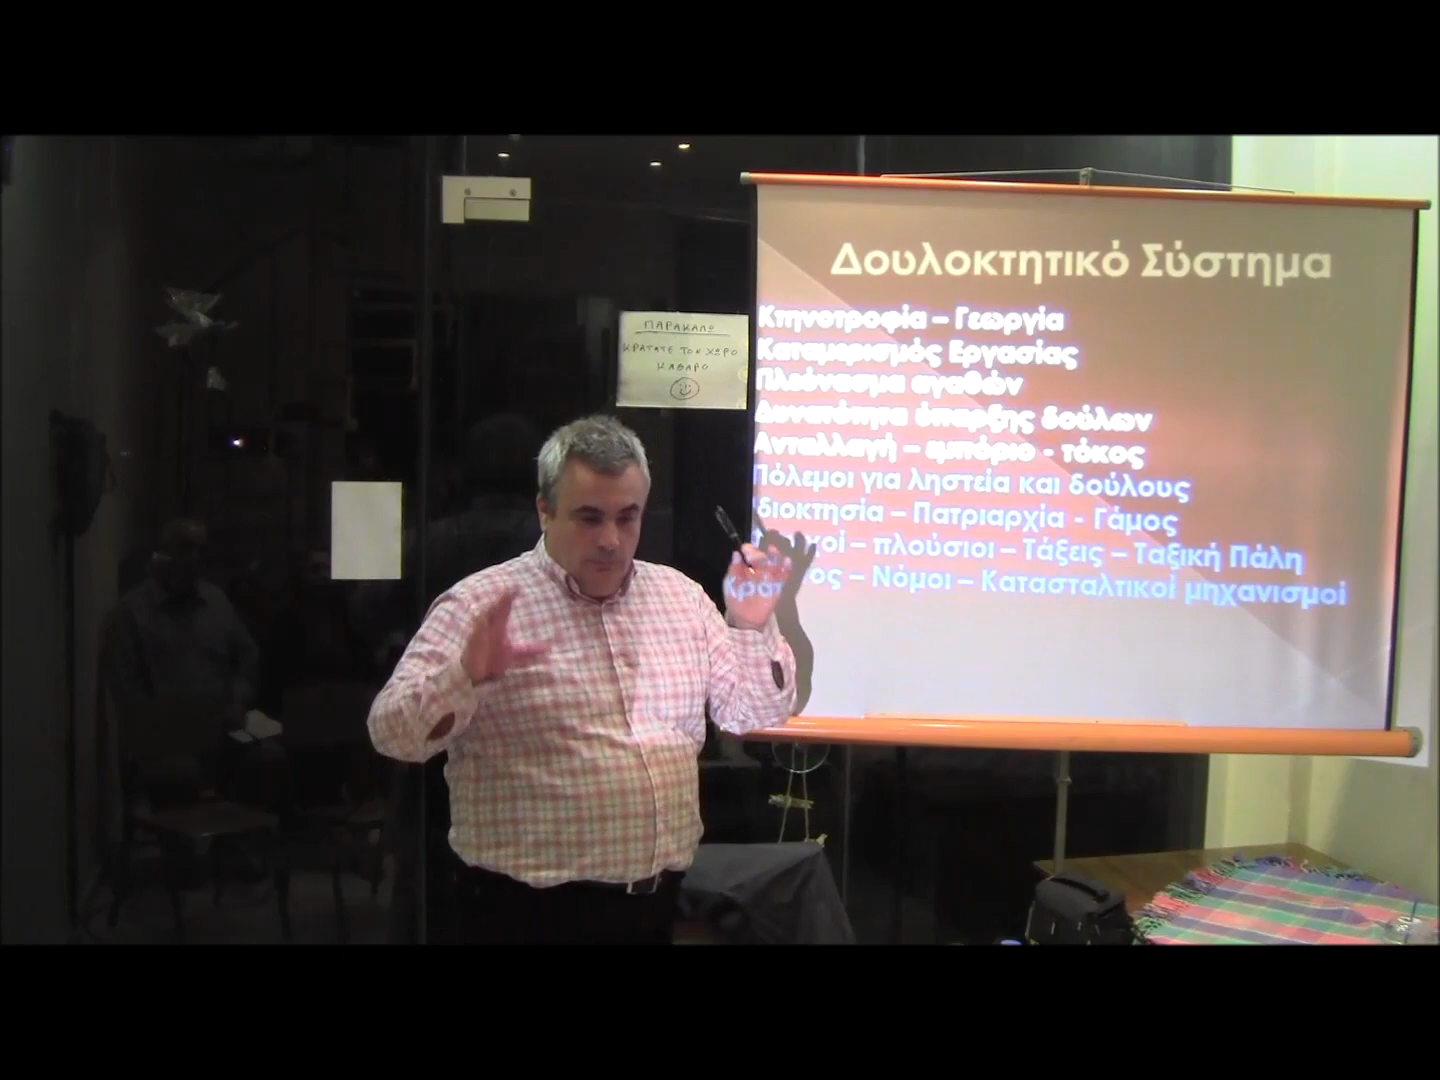 Δουλοκτητικό Σύστημα
Κτηνοτροφία – Γεωργία
Καταμερισμός Εργασίας
Πλεόνασμα αγαθών
Δυνατότητα ύπαρξης δούλων
Ανταλλαγή – εμπόριο - τόκος
Πόλεμοι για ληστεία και δούλους
διοκτησία – Πατριαρχία - Γάμος
– πλούσιοι – Τάξεις – Ταξική Πάλη
– Νόμοι – Κατασταλτικοί μηχανισμοί
ΠΑΡΑΚΑΛΩ
ΚΡΑΤΑΤΕ ΤΟΝ ΧΩΡΟ
ΚΑΘΑΡΟ